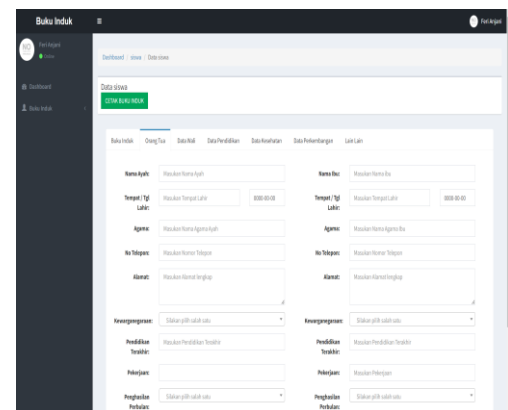 Buku Induk
Feri Anjani
NO
Feri Anjani
Online
Dashboard / siswa / Data siswa
Dashboard
Data siswa
CETAK BUKU INDUK
Buku Induk
Buku Induk Orang Tua Data Wali Data Pendidikan Data Kesehatan Data Perkembangan Lain Lain
Nama Ayah: Masukan Nama Ayah Nama Ibu: Masukan Nama Ibu
Tempat / Tgl Lahir: Masukan Tempat Lahir 0000-00-00 Tempat / Tgl Lahir: Masukan Tempat Lahir 0000-00-00
Agama: Masukan Nama Agama Ayah Agama: Masukan Nama Agama Ibu
No Telepon: Masukan Nomor Telepon No Telepon: Masukan Nomor Telepon
Alamat: Masukan Alamat lengkap Alamat: Masukan Alamat lengkap
Kewarganegaraan: Silakan pilih salah satu Kewarganegaraan: Silakan pilih salah satu
Pendidikan Terakhir: Masukan Pendidikan Terakhir Pendidikan Terakhir: Masukan Pendidikan Terakhir
Pekerjaan: Pekerjaan: Masukan Pekerjaan
Penghasilan Perbulan: Silakan pilih salah satu Penghasilan Perbulan: Silakan pilih salah satu